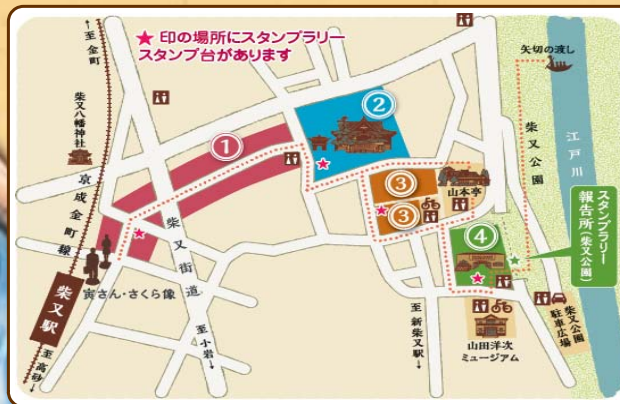 ★ 印の場所にスタンプラリー
スタンプ台があります
←至 金町
柴又八幡神社
京成金町線
柴又駅
至 高砂→
寅さん・さくら像
柴又街道
至 小岩→
①
②
③
③
④
山本亭
矢切の渡し
柴又公園
江戸川
スタンプラリー
報告所(柴又公園)
柴又公園
駐車広場
山田洋次
ミュージアム
至 新柴又駅→